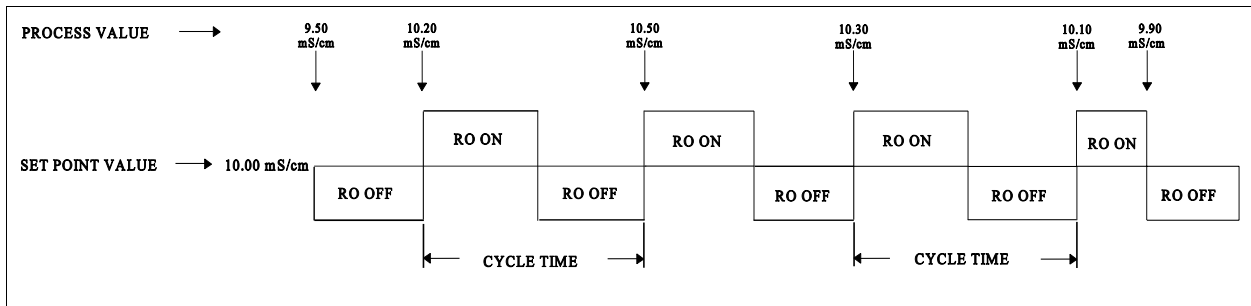 PROCESS VALUE
9.50
mS/cm
10.20
mS/cm
10.50
mS/cm
10.30
mS/cm
10.10
mS/cm
9.90
mS/cm
RO ON
RO ON
RO ON
RO ON
SET POINT VALUE
10.00 mS/cm
RO OFF
RO OFF
RO OFF
RO OFF
RO OFF
CYCLE TIME
CYCLE TIME